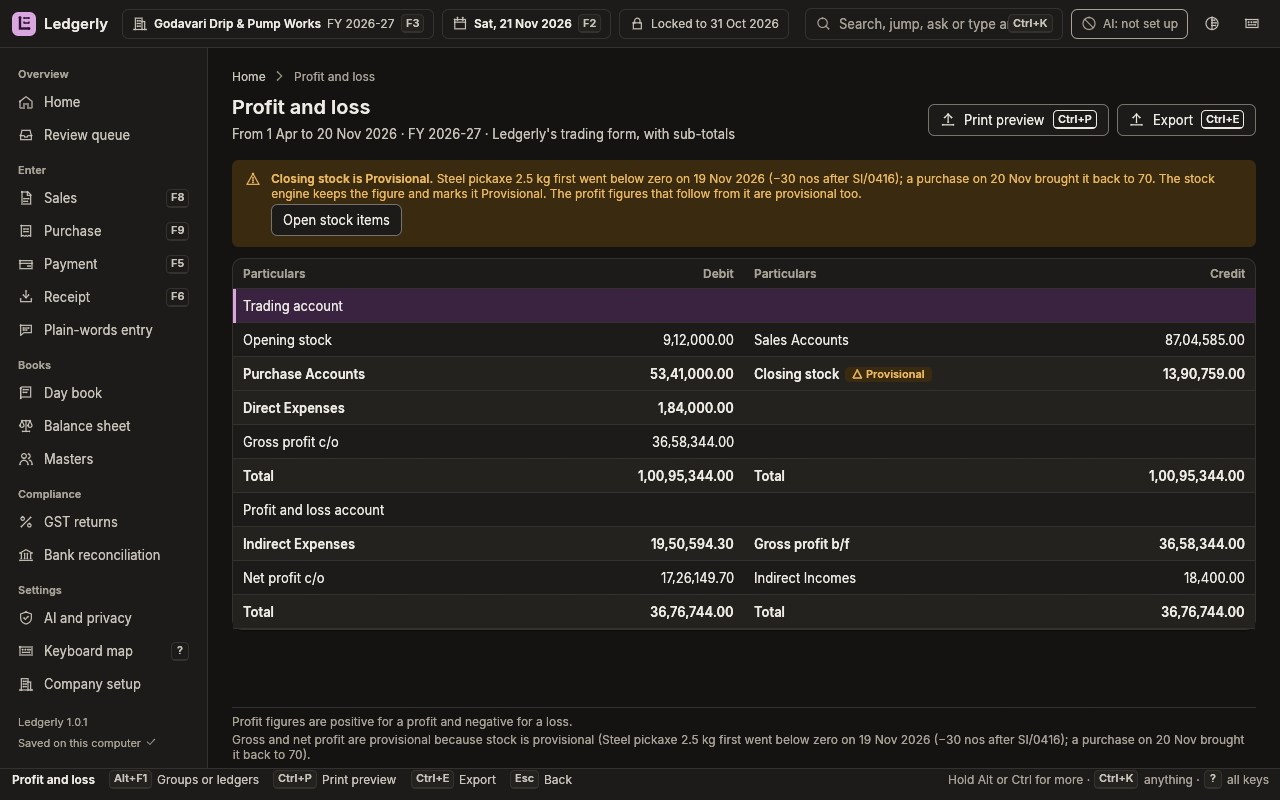 Ledgerly
Godavari Drip & Pump Works FY 2026-27 F3
Sat, 21 Nov 2026 F2
Locked to 31 Oct 2026
Search, jump, ask or type a Ctrl+K
AI: not set up
Overview
Home
Review queue
Enter
Sales F8
Purchase F9
Payment F5
Receipt F6
Plain-words entry
Books
Day book
Balance sheet
Masters
Compliance
GST returns
Bank reconciliation
Settings
AI and privacy
Keyboard map ?
Company setup
Ledgerly 1.0.1
Saved on this computer
Home > Profit and loss
Profit and loss
From 1 Apr to 20 Nov 2026 · FY 2026-27 · Ledgerly's trading form, with sub-totals
Print preview Ctrl+P
Export Ctrl+E
Closing stock is Provisional. Steel pickaxe 2.5 kg first went below zero on 19 Nov 2026 (−30 nos after SI/0416); a purchase on 20 Nov brought it back to 70. The stock
engine keeps the figure and marks it Provisional. The profit figures that follow from it are provisional too.
Open stock items
Particulars Debit Particulars Credit
Trading account
Opening stock 9,12,000.00 Sales Accounts 87,04,585.00
Purchase Accounts 53,41,000.00 Closing stock Provisional 13,90,759.00
Direct Expenses 1,84,000.00
Gross profit c/o 36,58,344.00
Total 1,00,95,344.00 Total 1,00,95,344.00
Profit and loss account
Indirect Expenses 19,50,594.30 Gross profit b/f 36,58,344.00
Net profit c/o 17,26,149.70 Indirect Incomes 18,400.00
Total 36,76,744.00 Total 36,76,744.00
Profit figures are positive for a profit and negative for a loss.
Gross and net profit are provisional because stock is provisional (Steel pickaxe 2.5 kg first went below zero on 19 Nov 2026 (−30 nos after SI/0416); a purchase on 20 Nov brought
it back to 70).
Profit and loss Alt+F1 Groups or ledgers Ctrl+P Print preview Ctrl+E Export Esc Back
Hold Alt or Ctrl for more · Ctrl+K anything · ? all keys